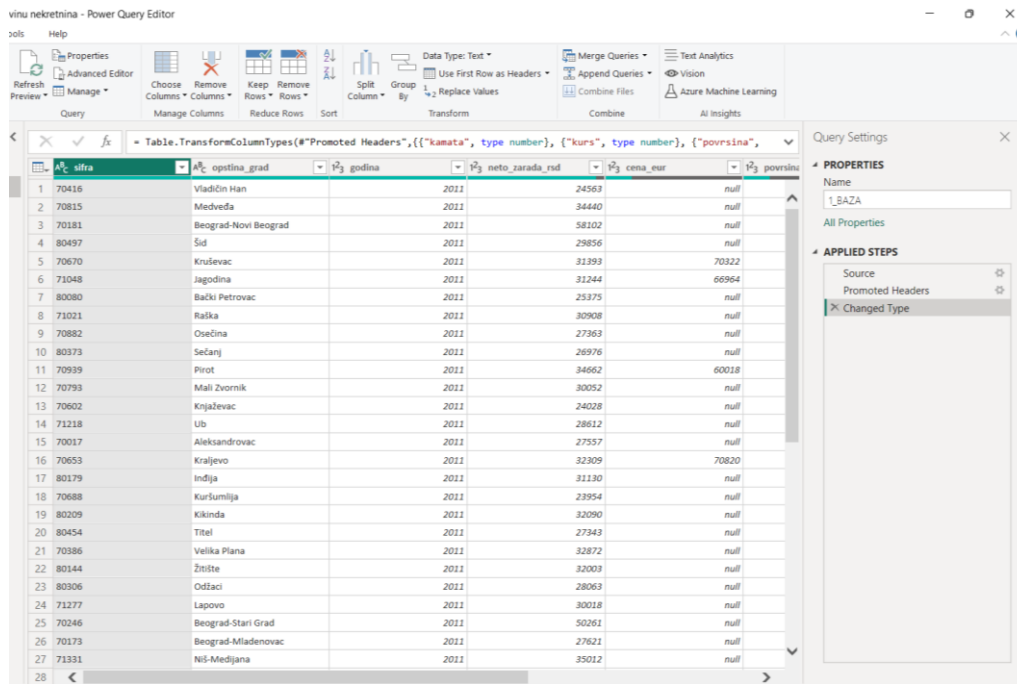 vinu nekretnina - Power Query Editor
ools Help
Refresh Preview
Properties
Advanced Editor
Manage
Query
Choose Columns
Remove Columns
Manage Columns
Keep Rows
Remove Rows
Reduce Rows
Sort
Split Column
Group By
Data Type: Text
Use First Row as Headers
Replace Values
Transform
Merge Queries
Append Queries
Combine Files
Combine
Text Analytics
Vision
Azure Machine Learning
AI Insights
fx = Table.TransformColumnTypes(#"Promoted Headers",{{"kamata", type number}, {"kurs", type number}, {"povrsina",
sifra opstina_grad godina neto_zarada_rsd cena_eur povrsina
1 70416 Vladičin Han 2011 24563 null
2 70815 Medveđa 2011 34440 null
3 70181 Beograd-Novi Beograd 2011 58102 null
4 80497 Šid 2011 29856 null
5 70670 Kruševac 2011 31393 70322
6 71048 Jagodina 2011 31244 66964
7 80080 Bački Petrovac 2011 25375 null
8 71021 Raška 2011 30908 null
9 70882 Osečina 2011 27363 null
10 80373 Sečanj 2011 26976 null
11 70939 Pirot 2011 34662 60018
12 70793 Mali Zvornik 2011 30052 null
13 70602 Knjaževac 2011 24028 null
14 71218 Ub 2011 28612 null
15 70017 Aleksandrovac 2011 27557 null
16 70653 Kraljevo 2011 32309 70820
17 80179 Inđija 2011 31130 null
18 70688 Kuršumlija 2011 23954 null
19 80209 Kikinda 2011 32090 null
20 80454 Titel 2011 27343 null
21 70386 Velika Plana 2011 32872 null
22 80144 Žitište 2011 32003 null
23 80306 Odžaci 2011 28063 null
24 71277 Lapovo 2011 30018 null
25 70246 Beograd-Stari Grad 2011 50261 null
26 70173 Beograd-Mladenovac 2011 27621 null
27 71331 Niš-Medijana 2011 35012 null
28
Query Settings
PROPERTIES
Name
1_BAZA
All Properties
APPLIED STEPS
Source
Promoted Headers
Changed Type